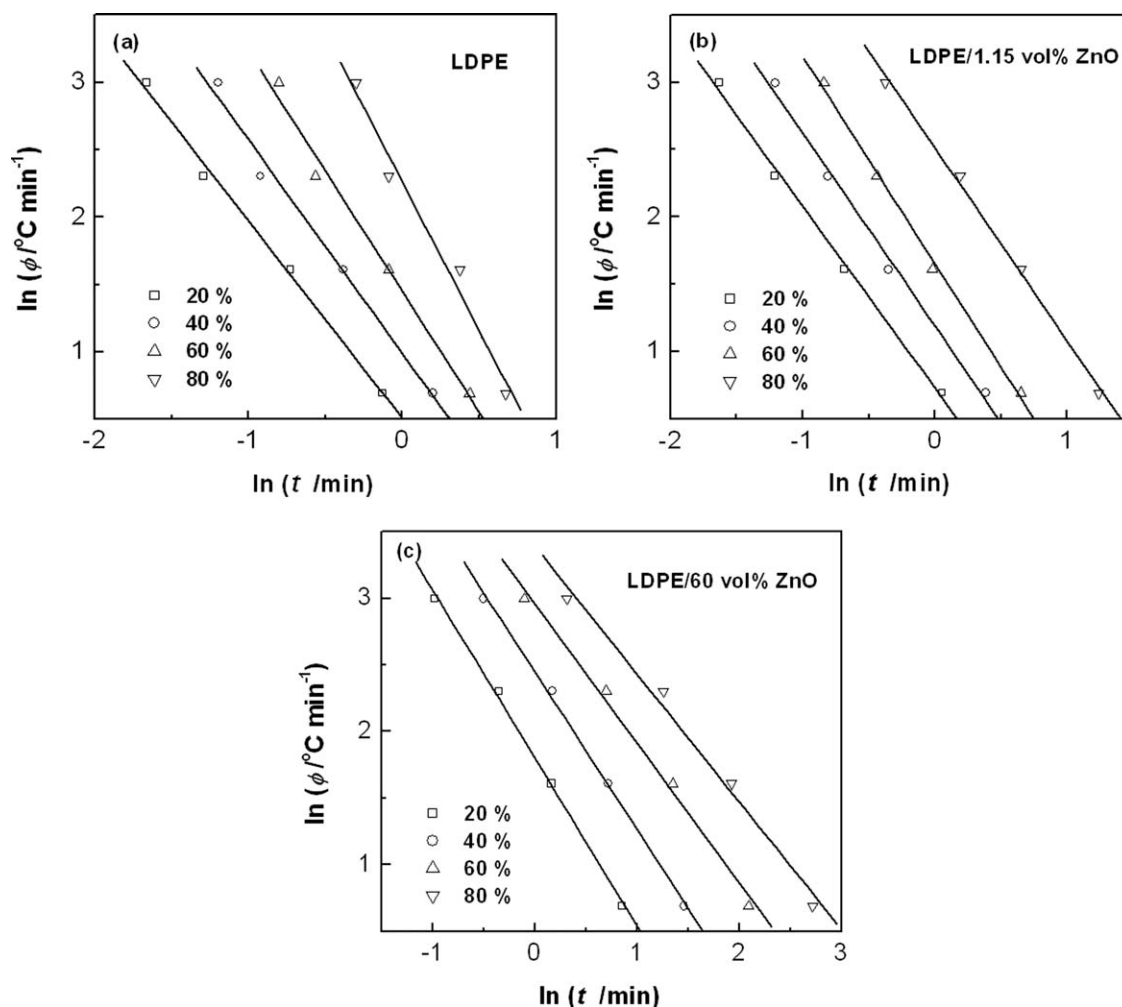 (a)
LDPE
3
2
1
ln (ϕ/°C min⁻¹)
20 %
40 %
60 %
80 %
-2
-1
0
1
ln (t /min)
(b)
LDPE/1.15 vol% ZnO
3
2
1
ln (ϕ/°C min⁻¹)
20 %
40 %
60 %
80 %
-2
-1
0
1
ln (t /min)
(c)
LDPE/60 vol% ZnO
3
2
1
ln (ϕ/°C min⁻¹)
20 %
40 %
60 %
80 %
-1
0
1
2
3
ln (t /min)